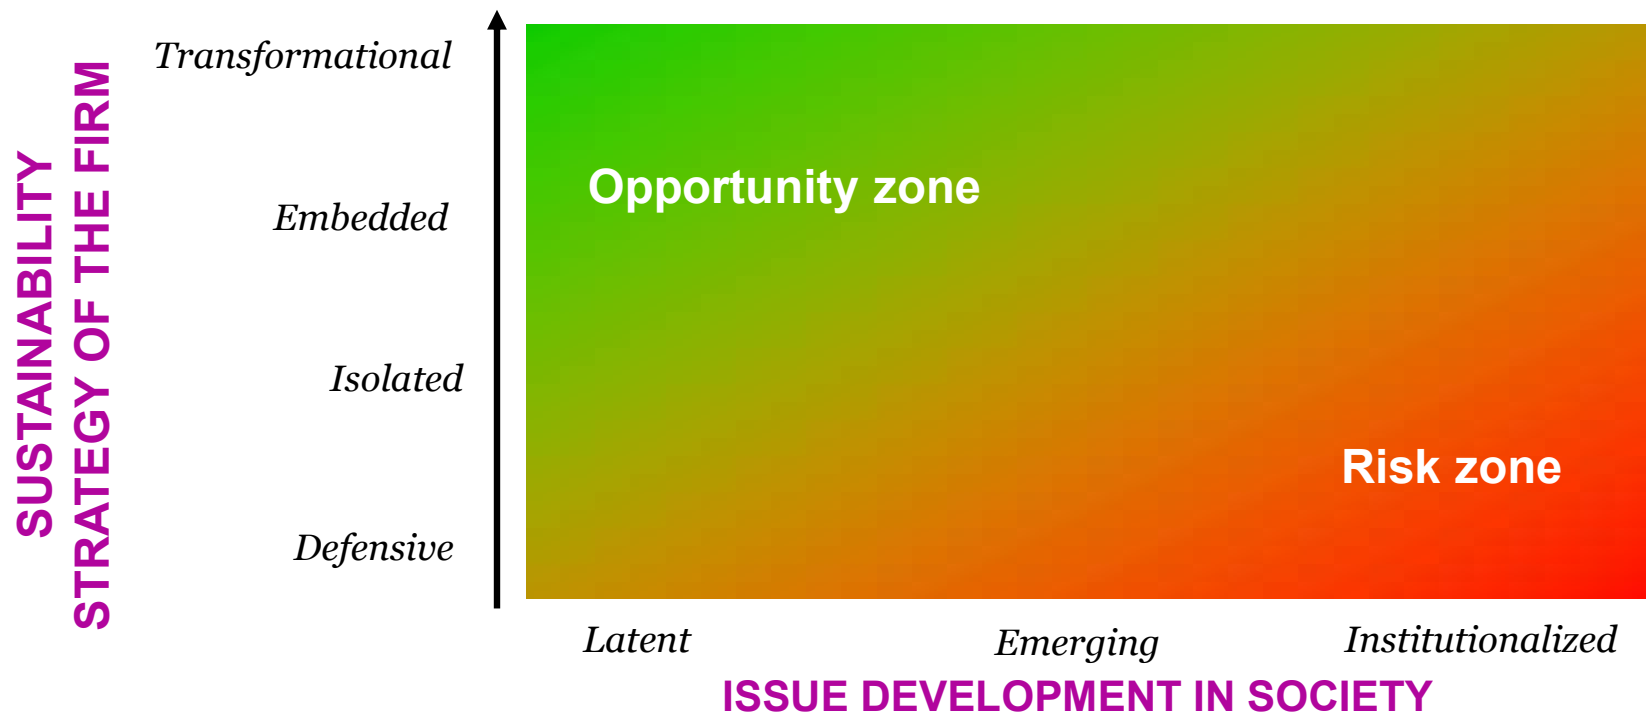 SUSTAINABILITY
STRATEGY OF THE FIRM
Transformational
Embedded
Isolated
Defensive
Opportunity zone
Risk zone
Latent
Emerging
Institutionalized
ISSUE DEVELOPMENT IN SOCIETY